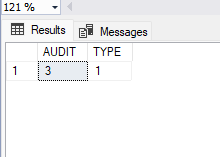 121 %
Results Messages
AUDIT TYPE
1 3 1